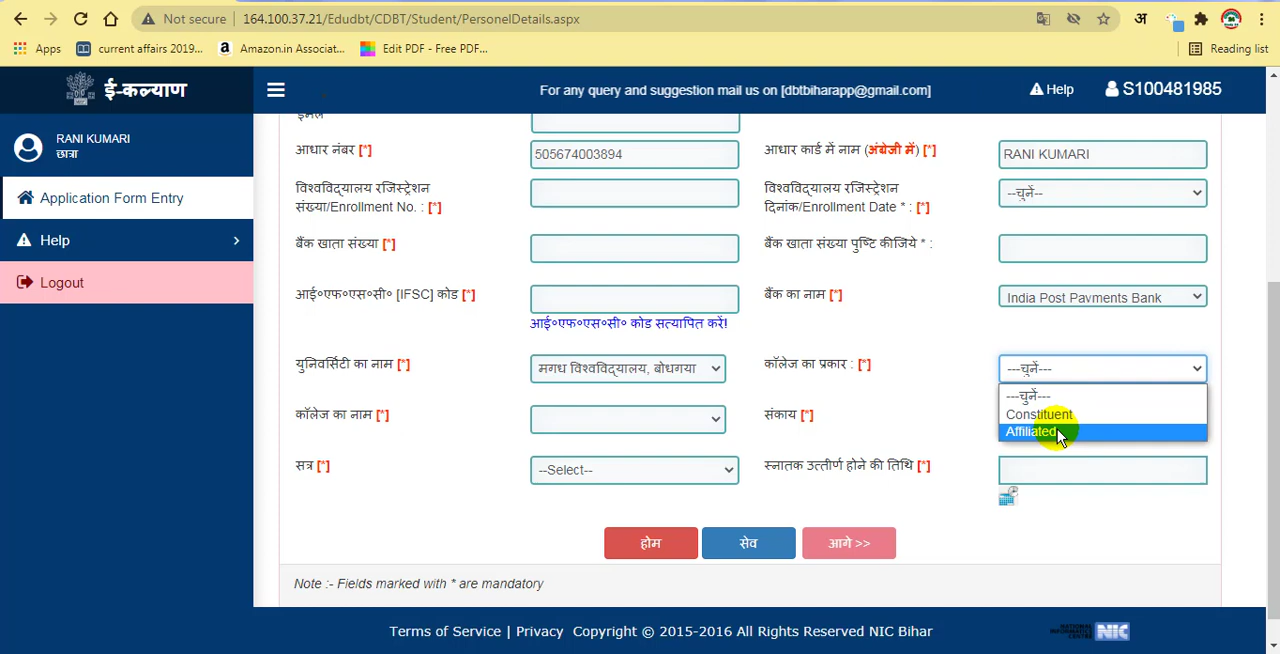 Not secure | 164.100.37.21/Edudbt/CDBT/Student/PersonelDetails.aspx
अ
Apps current affairs 2019... a Amazon.in Associat... Edit PDF - Free PDF... Reading list
ई-कल्याण
For any query and suggestion mail us on [dbtbiharapp@gmail.com] Help S100481985
RANI KUMARI
छात्रा
Application Form Entry
Help
Logout
आधार नंबर [*] 505674003894 आधार कार्ड में नाम (अंग्रेजी में) [*] RANI KUMARI
विश्वविद्यालय रजिस्ट्रेशन
संख्या/Enrollment No. : [*]
विश्वविद्यालय रजिस्ट्रेशन
दिनांक/Enrollment Date * : [*]
--चुनें--
बैंक खाता संख्या [*] बैंक खाता संख्या पुष्टि कीजिये * :
आई०एफ०एस०सी० [IFSC] कोड [*] बैंक का नाम [*] India Post Payments Bank
आई०एफ०एस०सी० कोड सत्यापित करें!
युनिवर्सिटी का नाम [*] मगध विश्वविद्यालय, बोधगया कॉलेज का प्रकार : [*] ---चुनें---
---चुनें---
Constituent
Affiliated
कॉलेज का नाम [*] संकाय [*]
सत्र [*] --Select-- स्नातक उत्तीर्ण होने की तिथि [*]
होम सेव आगे >>
Note :- Fields marked with * are mandatory
Terms of Service | Privacy Copyright © 2015-2016 All Rights Reserved NIC Bihar
NATIONAL INFORMATICS CENTRE NIC